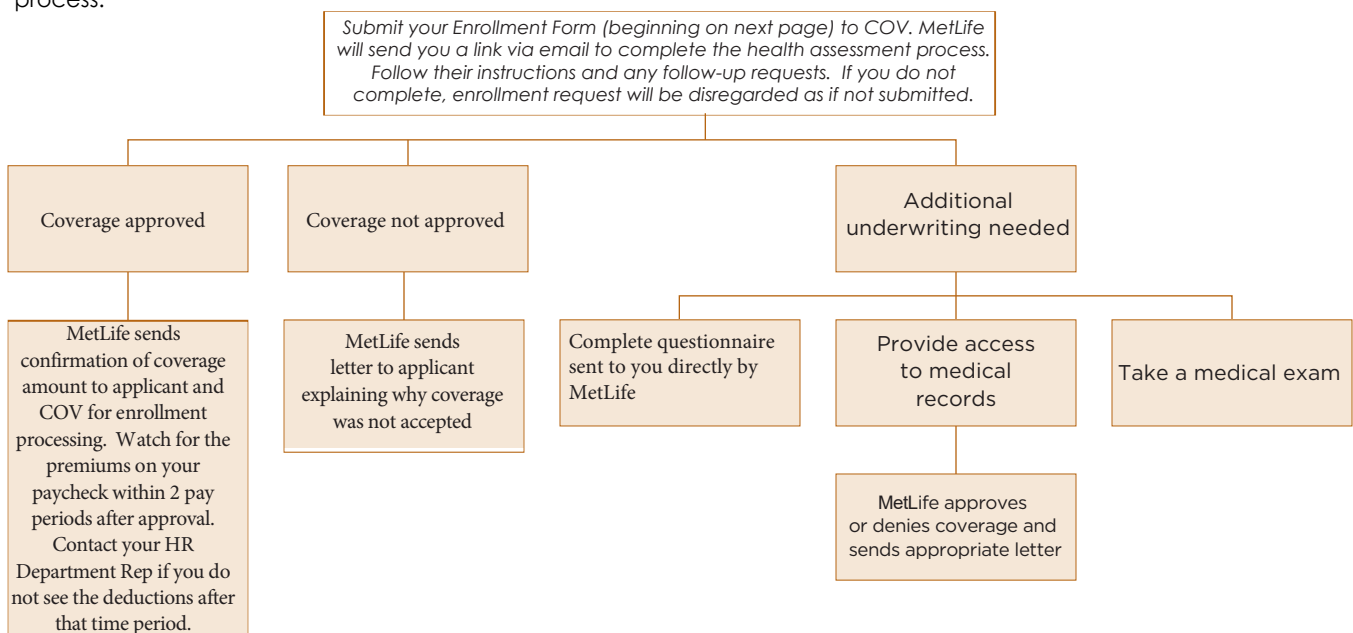 process.
Submit your Enrollment Form (beginning on next page) to COV. MetLife
will send you a link via email to complete the health assessment process.
Follow their instructions and any follow-up requests.  If you do not
complete, enrollment request will be disregarded as if not submitted.
Coverage approved
Coverage not approved
Additional
underwriting needed
MetLife sends
confirmation of coverage
amount to applicant and
COV for enrollment
processing.  Watch for the
premiums on your
paycheck within 2 pay
periods after approval.
Contact your HR
Department Rep if you do
not see the deductions after
that time period.
MetLife sends
letter to applicant
explaining why coverage
was not accepted
Complete questionnaire
sent to you directly by
MetLife
Provide access
to medical
records
Take a medical exam
MetLife approves
or denies coverage and
sends appropriate letter